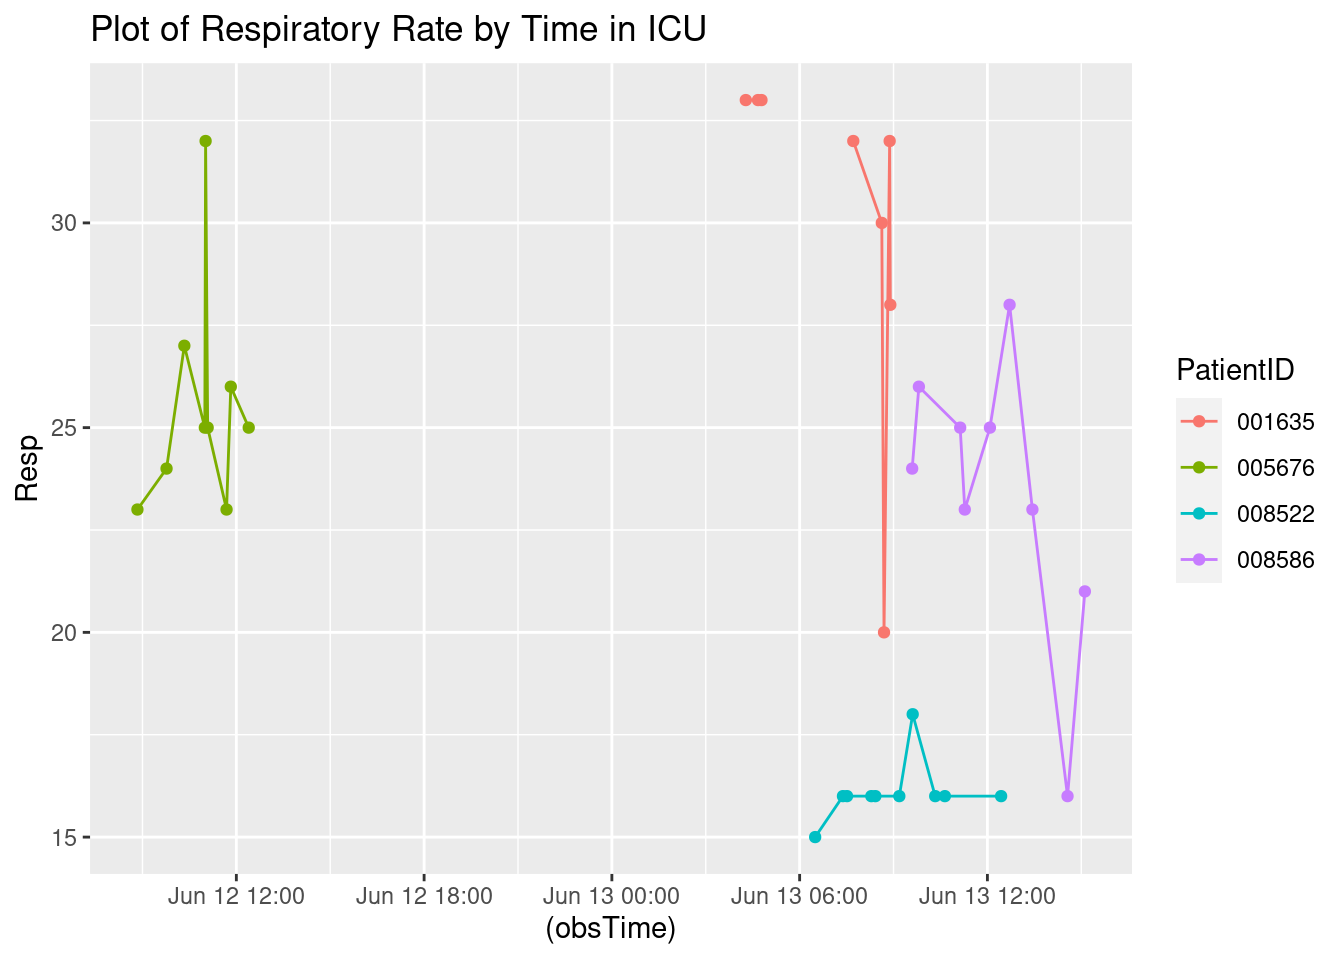 Plot of Respiratory Rate by Time in ICU
Resp
30
25
20
15
Jun 12 12:00
Jun 12 18:00
Jun 13 00:00
Jun 13 06:00
Jun 13 12:00
(obsTime)
PatientID
001635
005676
008522
008586